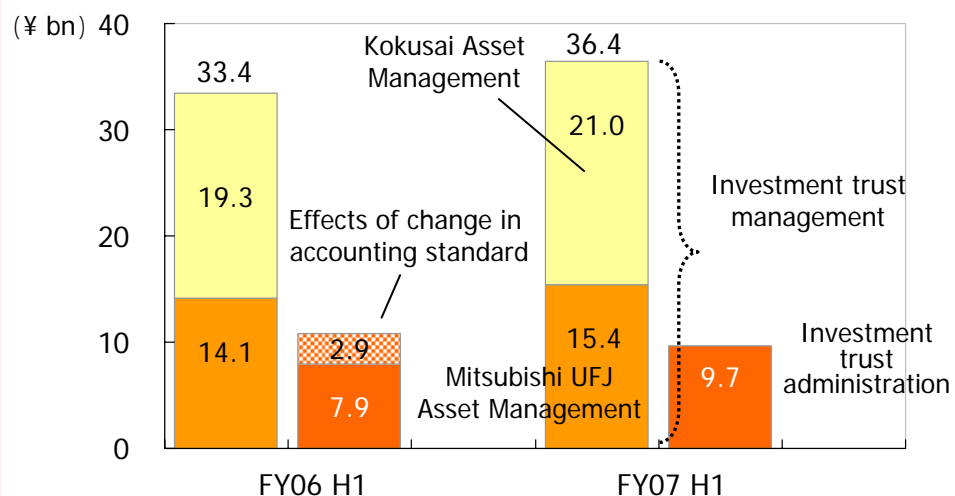 (¥ bn)
40
30
20
10
0
33.4
19.3
14.1
2.9
7.9
Effects of change in
accounting standard
Kokusai Asset
Management
36.4
21.0
15.4
Mitsubishi UFJ
Asset Management
9.7
Investment trust
management
Investment
trust
administration
FY06 H1
FY07 H1